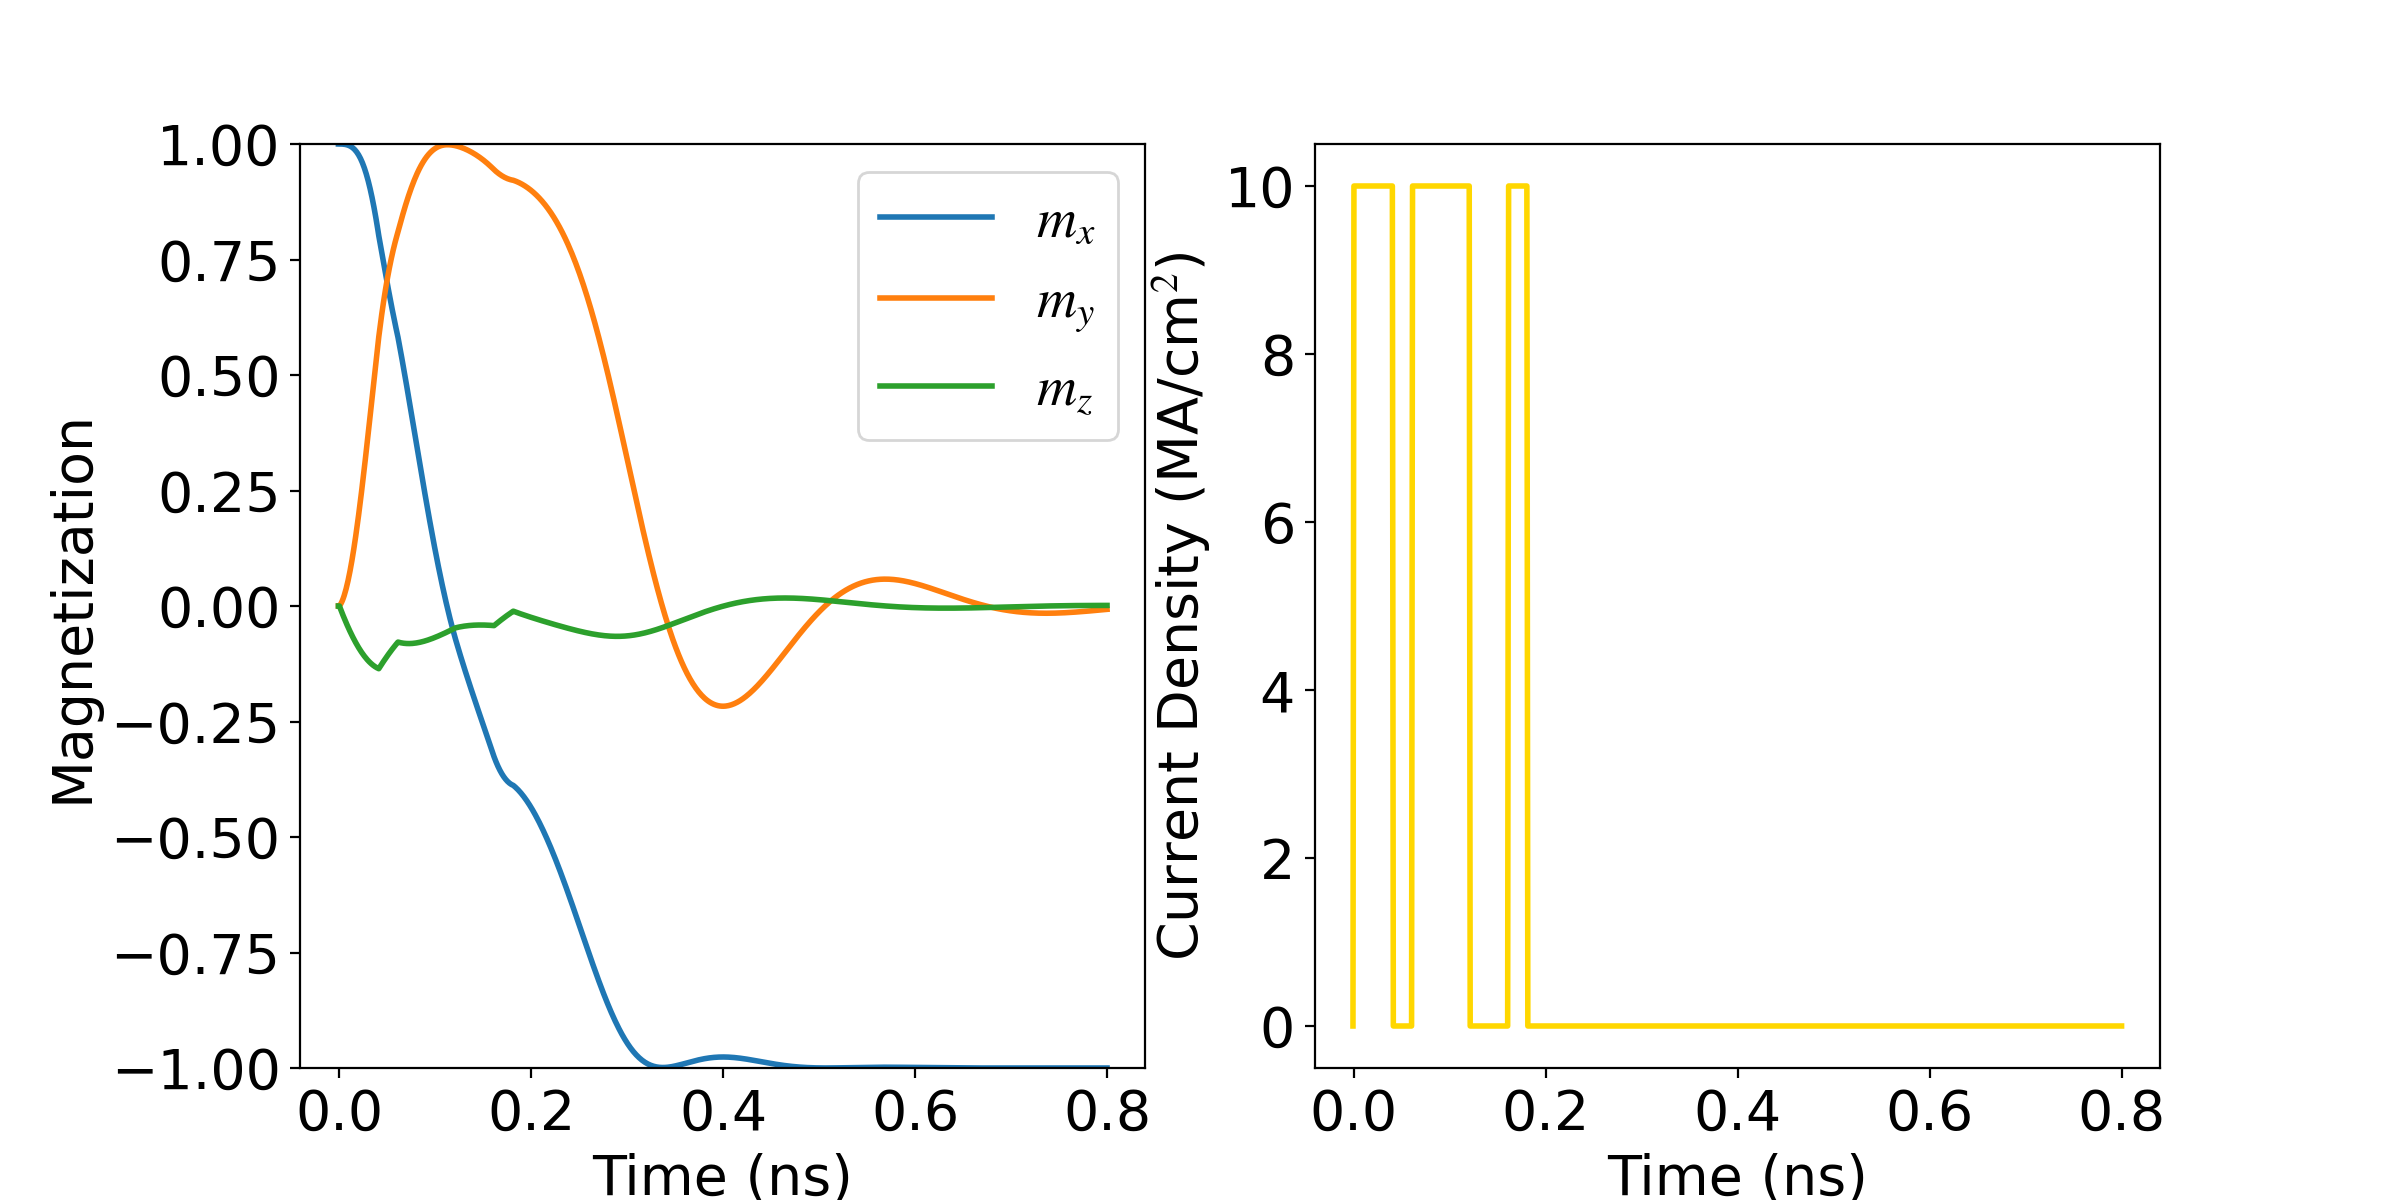 Magnetization
1.00
0.75
0.50
0.25
0.00
−0.25
−0.50
−0.75
−1.00
0.0 0.2 0.4 0.6 0.8
Time (ns)
m_x
m_y
m_z
Current Density (MA/cm²)
10
8
6
4
2
0
0.0 0.2 0.4 0.6 0.8
Time (ns)